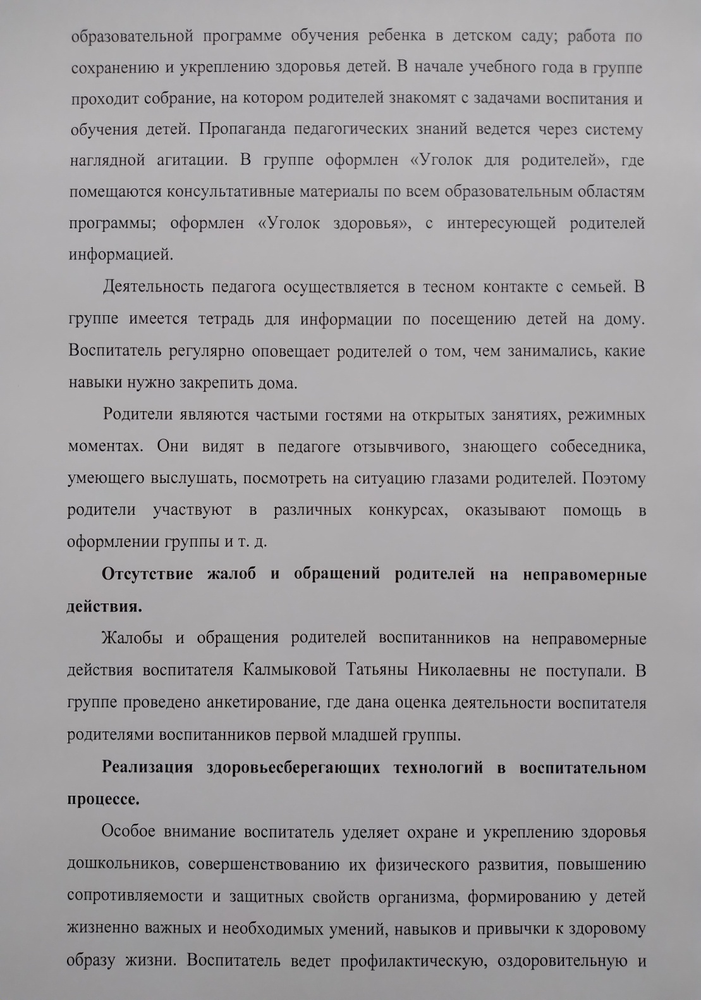 образовательной программе обучения ребенка в детском саду; работа по
сохранению и укреплению здоровья детей. В начале учебного года в группе
проходит собрание, на котором родителей знакомят с задачами воспитания и
обучения детей. Пропаганда педагогических знаний ведется через систему
наглядной агитации. В группе оформлен «Уголок для родителей», где
помещаются консультативные материалы по всем образовательным областям
программы; оформлен «Уголок здоровья», с интересующей родителей
информацией.
Деятельность педагога осуществляется в тесном контакте с семьей. В
группе имеется тетрадь для информации по посещению детей на дому.
Воспитатель регулярно оповещает родителей о том, чем занимались, какие
навыки нужно закрепить дома.
Родители являются частыми гостями на открытых занятиях, режимных
моментах. Они видят в педагоге отзывчивого, знающего собеседника,
умеющего выслушать, посмотреть на ситуацию глазами родителей. Поэтому
родители участвуют в различных конкурсах, оказывают помощь в
оформлении группы и т. д.
Отсутствие жалоб и обращений родителей на неправомерные
действия.
Жалобы и обращения родителей воспитанников на неправомерные
действия воспитателя Калмыковой Татьяны Николаевны не поступали. В
группе проведено анкетирование, где дана оценка деятельности воспитателя
родителями воспитанников первой младшей группы.
Реализация здоровьесберегающих технологий в воспитательном
процессе.
Особое внимание воспитатель уделяет охране и укреплению здоровья
дошкольников, совершенствованию их физического развития, повышению
сопротивляемости и защитных свойств организма, формированию у детей
жизненно важных и необходимых умений, навыков и привычки к здоровому
образу жизни. Воспитатель ведет профилактическую, оздоровительную и